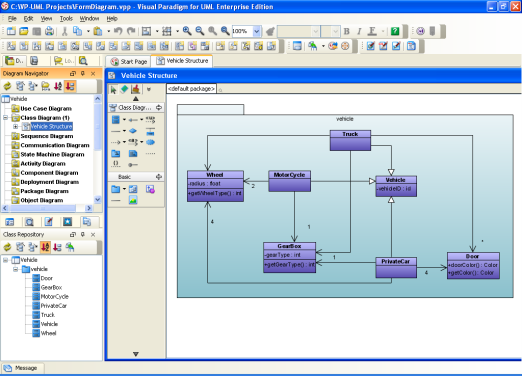 C:\WP-UML Projects\FormDiagram.vpp - Visual Paradigm for UML Enterprise Edition
File Edit View Tools Window Help
100%
B I
D...
Lo...
Start Page
Vehicle Structure
Diagram Navigator
Vehicle Structure
<default package>
Vehicle
Use Case Diagram
Class Diagram (1)
Vehicle Structure
Sequence Diagram
Communication Diagram
State Machine Diagram
Activity Diagram
Component Diagram
Deployment Diagram
Package Diagram
Object Diagram
Class Diagr...
Basic
Class Repository
Vehicle
vehicle
Door
GearBox
MotorCycle
PrivateCar
Truck
Vehicle
Wheel
vehicle
Truck
Wheel
-radius : float
+getWheelType() : int
2
MotorCycle
Vehicle
-vehicleID : id
4
1
*
GearBox
-gearType : int
+getGearType() : int
1
PrivateCar
4
Door
+doorColor() : Color
+getColor() : Color
Message